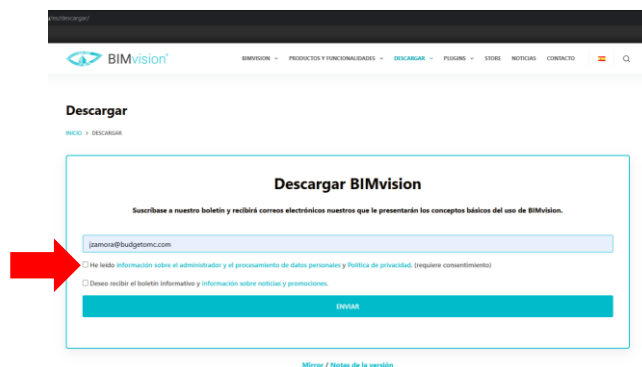 /es/descargar/
BIMvision®
BIMVISION PRODUCTOS Y FUNCIONALIDADES DESCARGAR PLUGINS STORE NOTICIAS CONTACTO
Descargar
INICIO > DESCARGAR
Descargar BIMvision
Suscríbase a nuestro boletín y recibirá correos electrónicos nuestros que le presentarán los conceptos básicos del uso de BIMvision.
jzamora@budgetomc.com
He leído información sobre el administrador y el procesamiento de datos personales y Política de privacidad. (requiere consentimiento)
Deseo recibir el boletín informativo y información sobre noticias y promociones.
ENVIAR
Mirror / Notas de la versión